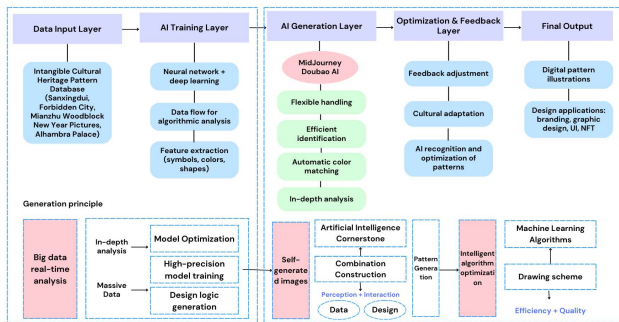 Data Input Layer
AI Training Layer
AI Generation Layer
Optimization & Feedback
Layer
Final Output
Intangible Cultural
Heritage Pattern
Database
(Sanxingdui,
Forbidden City,
Mianzhu Woodblock
New Year Pictures,
Alhambra Palace)
Neural network +
deep learning
Data flow for
algorithmic analysis
Feature extraction
(symbols, colors,
shapes)
MidJourney
Doubao AI
Flexible handling
Efficient
identification
Automatic color
matching
In-depth analysis
Feedback adjustment
Cultural adaptation
AI recognition and
optimization of
patterns
Digital pattern
illustrations
Design applications:
branding, graphic
design, UI, NFT
Generation principle
Big data
real-time
analysis
In-depth
analysis
Massive
Data
Model Optimization
High-precision
model training
Design logic
generation
Self-
generate
d images
Artificial Intelligence
Cornerstone
Combination
Construction
Perception + Interaction
Data
Design
Pattern
Genera
tion
Intelligent
algorithm
optimizati
on
Machine Learning
Algorithms
Drawing scheme
Efficiency + Quality